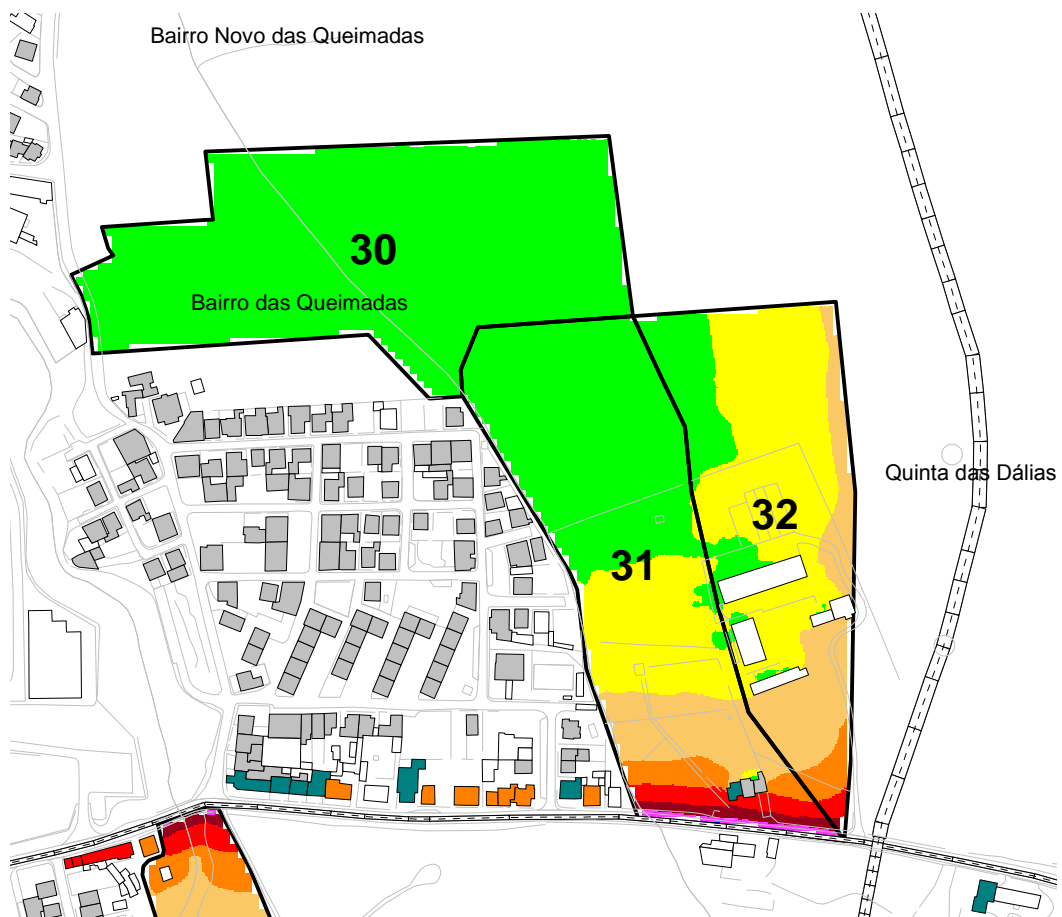 Bairro Novo das Queimadas
30
Bairro das Queimadas
Quinta das Dálias
32
31